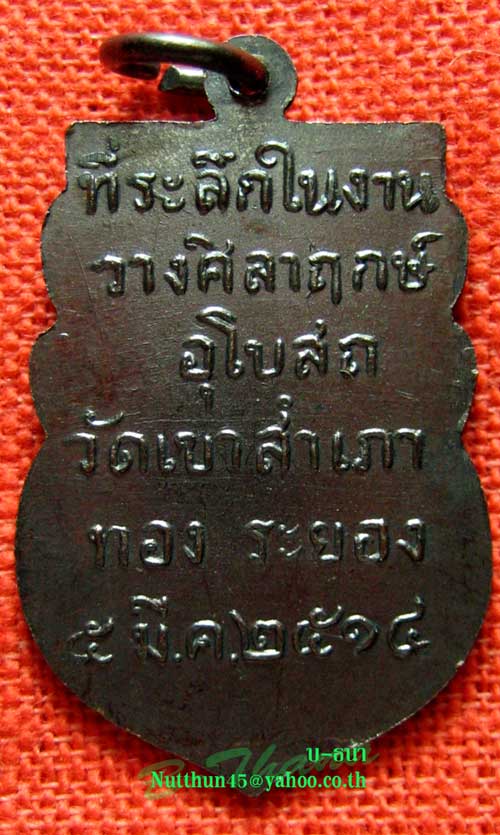 ที่ระลึกในงาน
วางศิลาฤกษ์
อุโบสถ
วัดเขาสำเภา
ทอง ระยอง
๕ มี.ค.๒๕๑๔
บ-ธนา
Nutthun45@yahoo.co.th